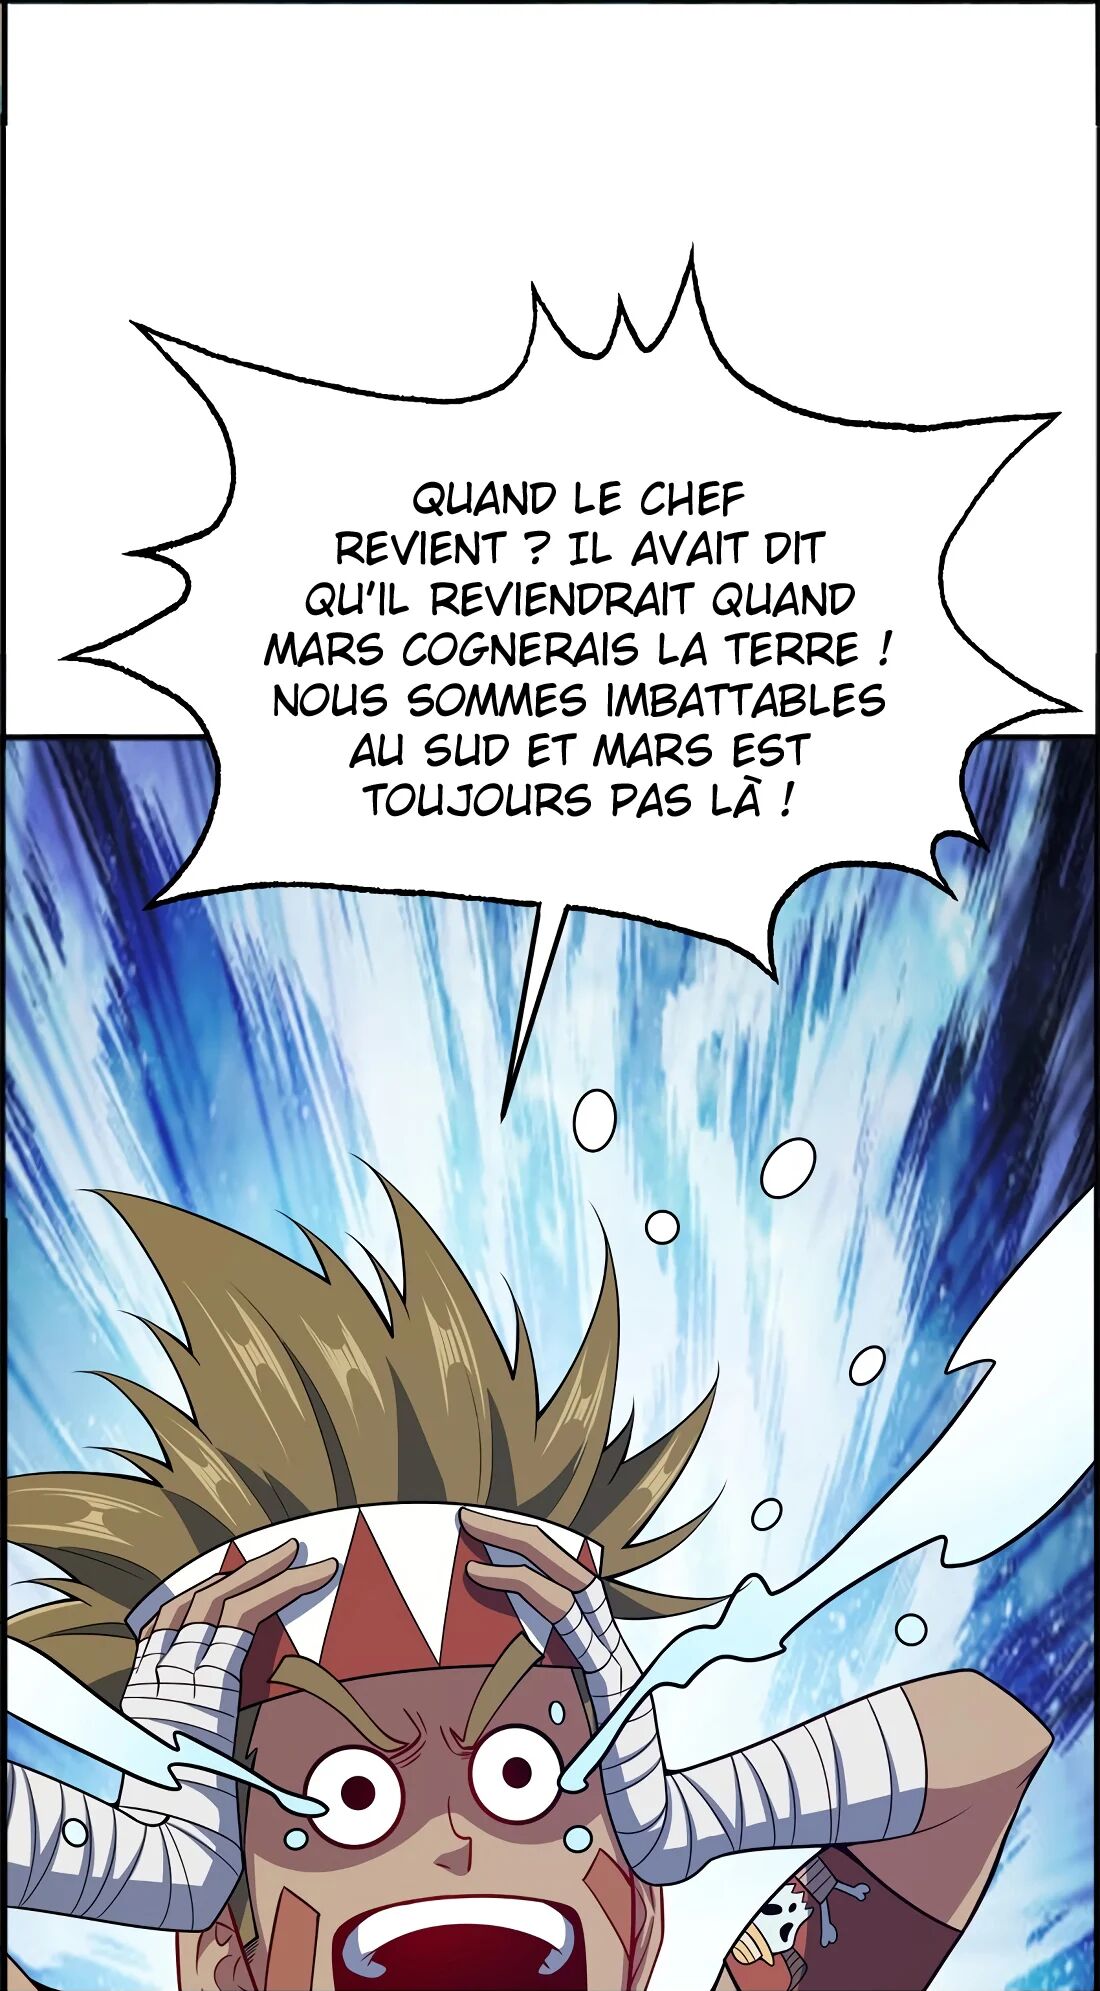 QUAND LE CHEF
REVIENT ? IL AVAIT DIT
QU'IL REVIENDRAIT QUAND
MARS COGNERAIS LA TERRE !
NOUS SOMMES IMBATTABLES
AU SUD ET MARS EST
TOUJOURS PAS LÀ !